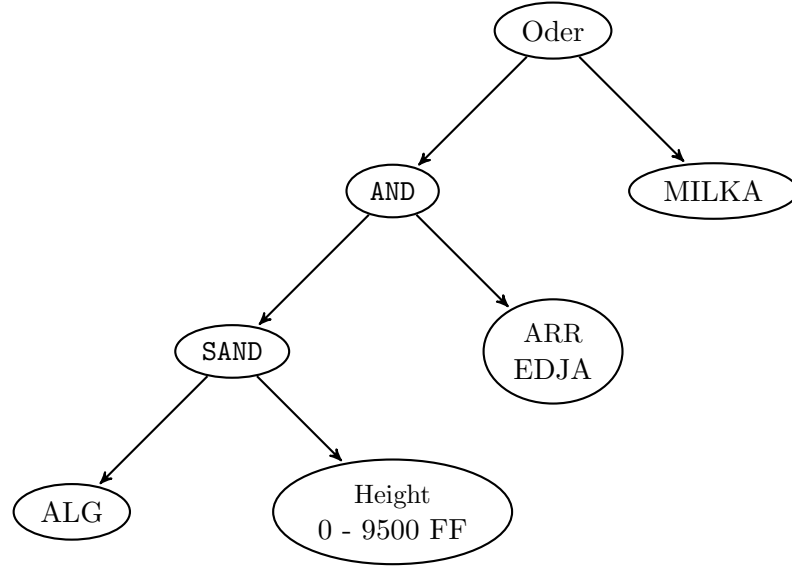 Oder
AND
MILKA
SAND
ARR
EDJA
ALG
Height
0 - 9500 FF